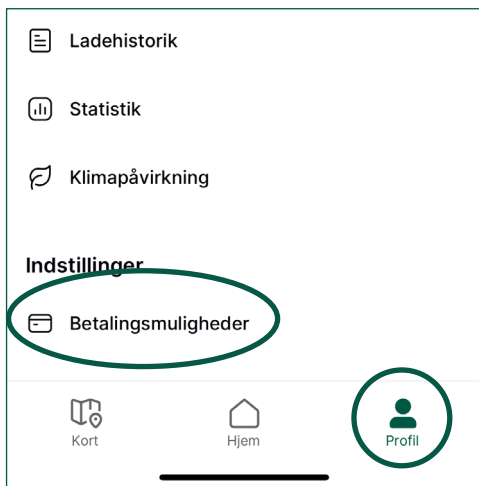 Ladehistorik
Statistik
Klimapåvirkning
Indstillinger
Betalingsmuligheder
Kort
Hjem
Profil